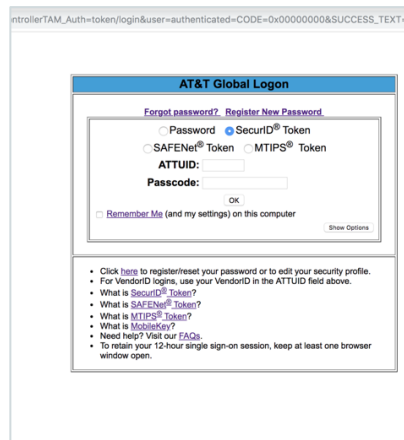 ntrollerTAM_Auth=token/login&user=authenticated=CODE=0x00000000&SUCCESS_TEXT=
AT&T Global Logon
Forgot password? Register New Password
Password SecurID® Token
SAFENet® Token MTIPS® Token
ATTUID:
Passcode:
OK
Remember Me (and my settings) on this computer
Show Options
• Click here to register/reset your password or to edit your security profile.
• For VendorID logins, use your VendorID in the ATTUID field above.
• What is SecurID® Token?
• What is SAFENet® Token?
• What is MTIPS® Token?
• What is MobileKey?
• Need help? Visit our FAQs.
• To retain your 12-hour single sign-on session, keep at least one browser
window open.